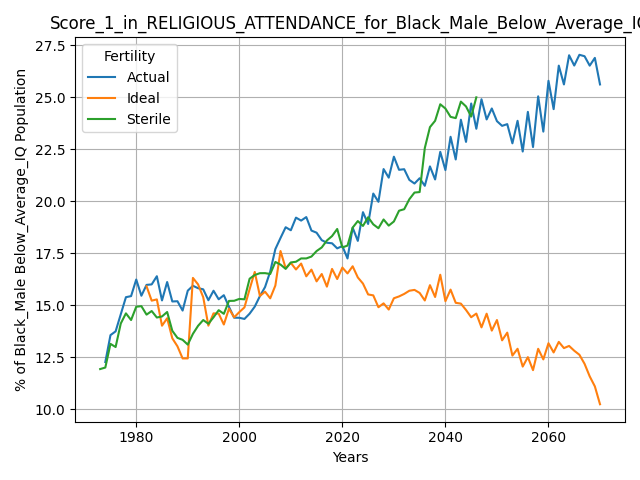 Score_1_in_RELIGIOUS_ATTENDANCE_for_Black_Male_Below_Average_IQ
Fertility
Actual
Ideal
Sterile
27.5
25.0
22.5
20.0
17.5
15.0
12.5
10.0
% of Black_Male Below_Average_IQ Population
1980 2000 2020 2040 2060
Years